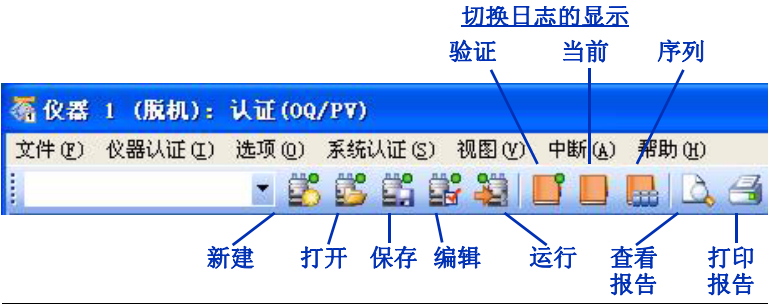 切换日志的显示
验证 当前 序列
仪器 1 (脱机): 认证(OQ/PV)
文件(F) 仪器认证(I) 选项(O) 系统认证(S) 视图(V) 中断(A) 帮助(H)
新建 打开 保存 编辑 运行 查看报告 打印报告